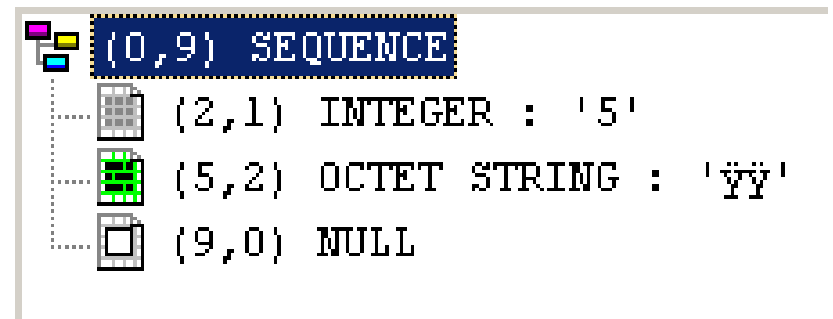 (0,9) SEQUENCE
(2,1) INTEGER : '5'
(5,2) OCTET STRING : 'ÿÿ'
(9,0) NULL